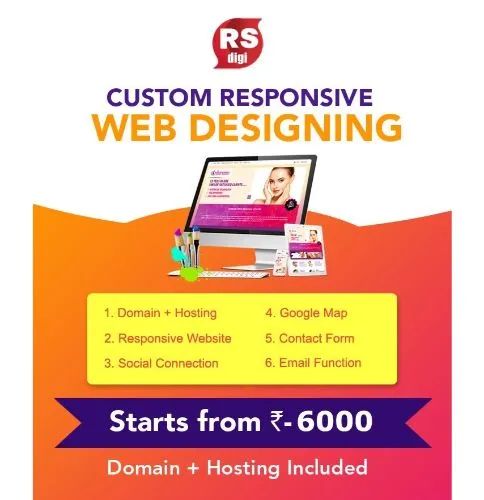 RS
digi
CUSTOM RESPONSIVE
WEB DESIGNING
1. Domain + Hosting
2. Responsive Website
3. Social Connection
4. Google Map
5. Contact Form
6. Email Function
Starts from ₹-6000
Domain + Hosting Included